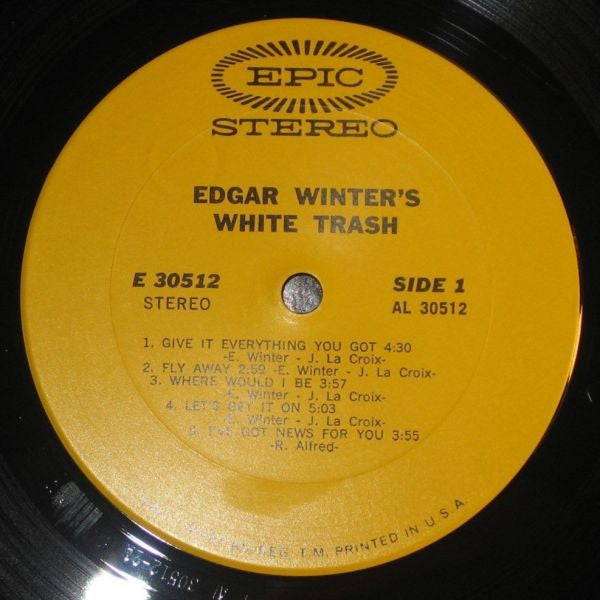 EPIC
STEREO
EDGAR WINTER'S
WHITE TRASH
E 30512
SIDE 1
STEREO
AL 30512
1. GIVE IT EVERYTHING YOU GOT 4:30
-E. Winter - J. La Croix-
2. FLY AWAY 2:59 -E. Winter - J. La Croix-
3. WHERE WOULD I BE 3:57
-E. Winter - J. La Croix-
4. LET'S GET IT ON 5:03
-E. Winter - J. La Croix-
5. I'VE GOT NEWS FOR YOU 3:55
-R. Alfred-
REG. T.M. PRINTED IN U.S.A.